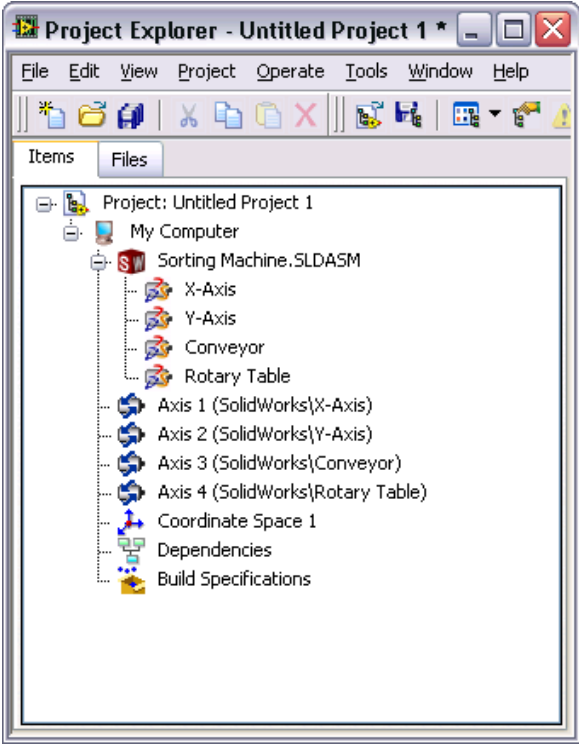 Project Explorer - Untitled Project 1 *
File Edit View Project Operate Tools Window Help
Items Files
Project: Untitled Project 1
My Computer
SW Sorting Machine.SLDASM
X-Axis
Y-Axis
Conveyor
Rotary Table
Axis 1 (SolidWorks\X-Axis)
Axis 2 (SolidWorks\Y-Axis)
Axis 3 (SolidWorks\Conveyor)
Axis 4 (SolidWorks\Rotary Table)
Coordinate Space 1
Dependencies
Build Specifications